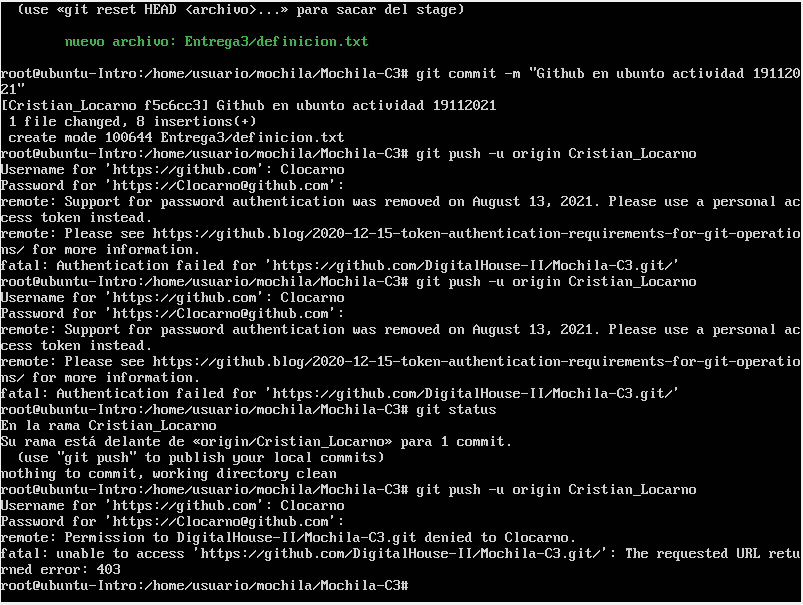 (use «git reset HEAD <archivo>...» para sacar del stage)
nuevo archivo: Entrega3/definicion.txt
root@ubuntu-Intro:/home/usuario/mochila/Mochila-C3# git commit -m "Github en ubunto actividad 191120
21"
[Cristian_Locarno f5c6cc3] Github en ubunto actividad 19112021
1 file changed, 8 insertions(+)
create mode 100644 Entrega3/definicion.txt
root@ubuntu-Intro:/home/usuario/mochila/Mochila-C3# git push -u origin Cristian_Locarno
Username for 'https://github.com': Clocarno
Password for 'https://Clocarno@github.com':
remote: Support for password authentication was removed on August 13, 2021. Please use a personal ac
cess token instead.
remote: Please see https://github.blog/2020-12-15-token-authentication-requirements-for-git-operatio
ns/ for more information.
fatal: Authentication failed for 'https://github.com/DigitalHouse-II/Mochila-C3.git/'
root@ubuntu-Intro:/home/usuario/mochila/Mochila-C3# git push -u origin Cristian_Locarno
Username for 'https://github.com': Clocarno
Password for 'https://Clocarno@github.com':
remote: Support for password authentication was removed on August 13, 2021. Please use a personal ac
cess token instead.
remote: Please see https://github.blog/2020-12-15-token-authentication-requirements-for-git-operatio
ns/ for more information.
fatal: Authentication failed for 'https://github.com/DigitalHouse-II/Mochila-C3.git/'
root@ubuntu-Intro:/home/usuario/mochila/Mochila-C3# git status
En la rama Cristian_Locarno
Su rama está delante de «origin/Cristian_Locarno» para 1 commit.
(use "git push" to publish your local commits)
nothing to commit, working directory clean
root@ubuntu-Intro:/home/usuario/mochila/Mochila-C3# git push -u origin Cristian_Locarno
Username for 'https://github.com': Clocarno
Password for 'https://Clocarno@github.com':
remote: Permission to DigitalHouse-II/Mochila-C3.git denied to Clocarno.
fatal: unable to access 'https://github.com/DigitalHouse-II/Mochila-C3.git/': The requested URL retu
rned error: 403
root@ubuntu-Intro:/home/usuario/mochila/Mochila-C3#